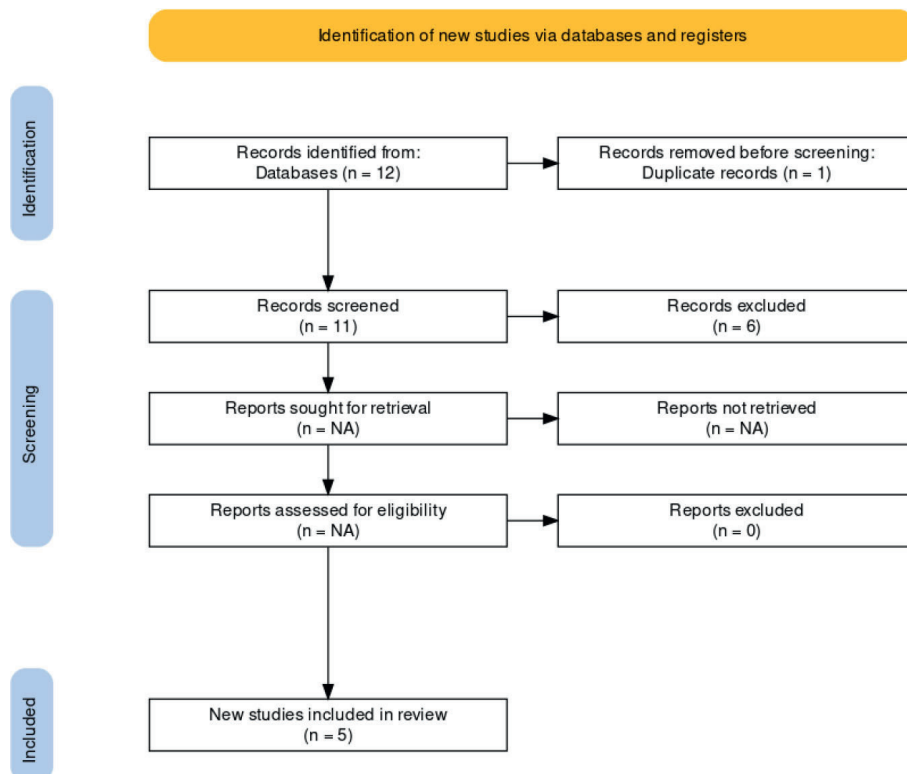 Identification of new studies via databases and registers
Identification
Records identified from:
Databases (n = 12)
Records removed before screening:
Duplicate records (n = 1)
Screening
Records screened
(n = 11)
Records excluded
(n = 6)
Reports sought for retrieval
(n = NA)
Reports not retrieved
(n = NA)
Reports assessed for eligibility
(n = NA)
Reports excluded
(n = 0)
Included
New studies included in review
(n = 5)